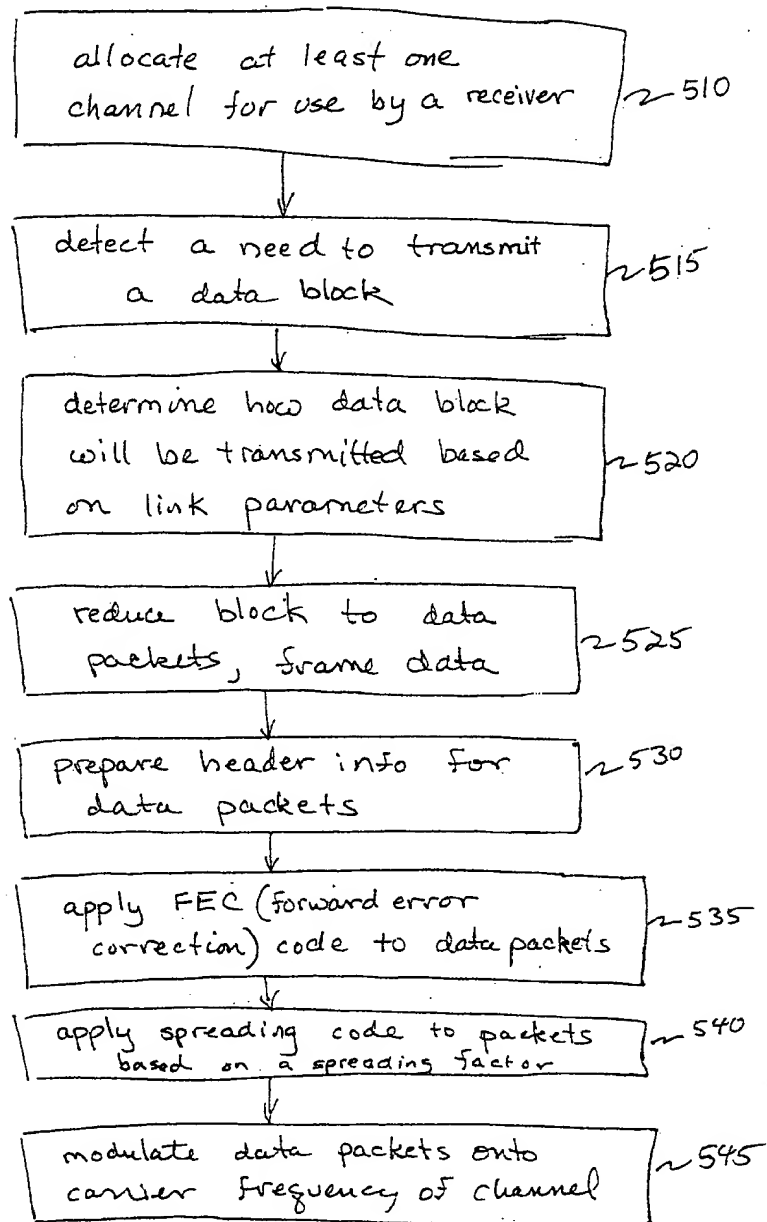 allocate at least one
channel for use by a receiver
510
detect a need to transmit
a data block
515
determine how data block
will be transmitted based
on link parameters
520
reduce block to data
packets, frame data
525
prepare header info for
data packets
530
apply FEC (forward error
correction) code to data packets
535
apply spreading code to packets
based on a spreading factor
540
modulate data packets onto
carrier frequency of channel
545